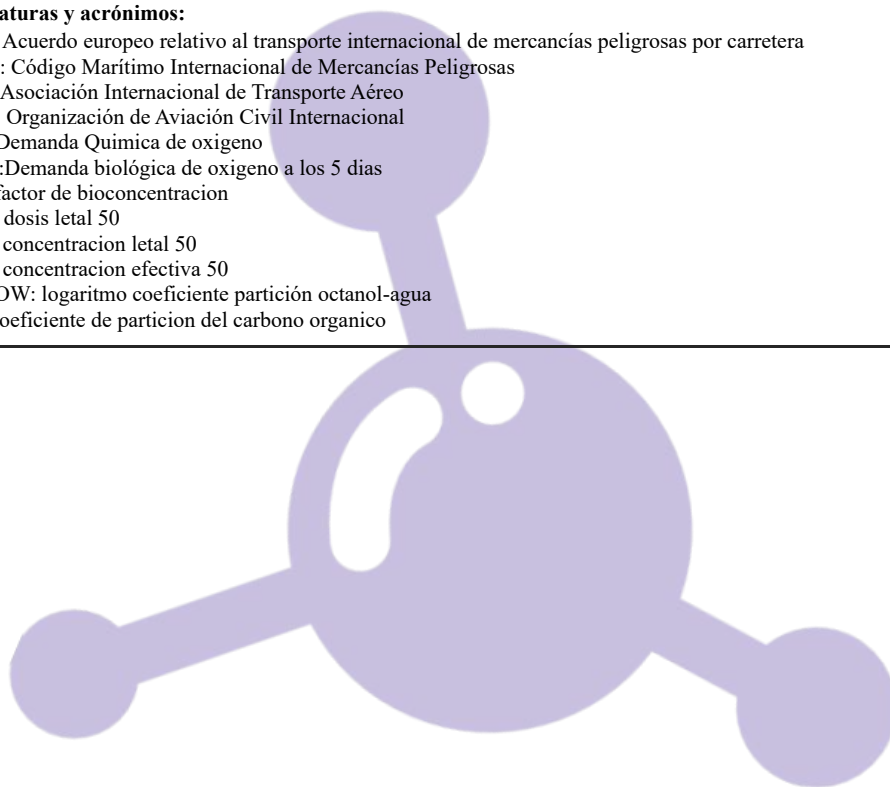 aturas y acrónimos:
Acuerdo europeo relativo al transporte internacional de mercancías peligrosas por carretera
: Código Marítimo Internacional de Mercancías Peligrosas
Asociación Internacional de Transporte Aéreo
Organización de Aviación Civil Internacional
Demanda Quimica de oxigeno
:Demanda biológica de oxigeno a los 5 dias
factor de bioconcentracion
dosis letal 50
concentracion letal 50
concentracion efectiva 50
OW: logaritmo coeficiente partición octanol-agua
oeficiente de particion del carbono organico